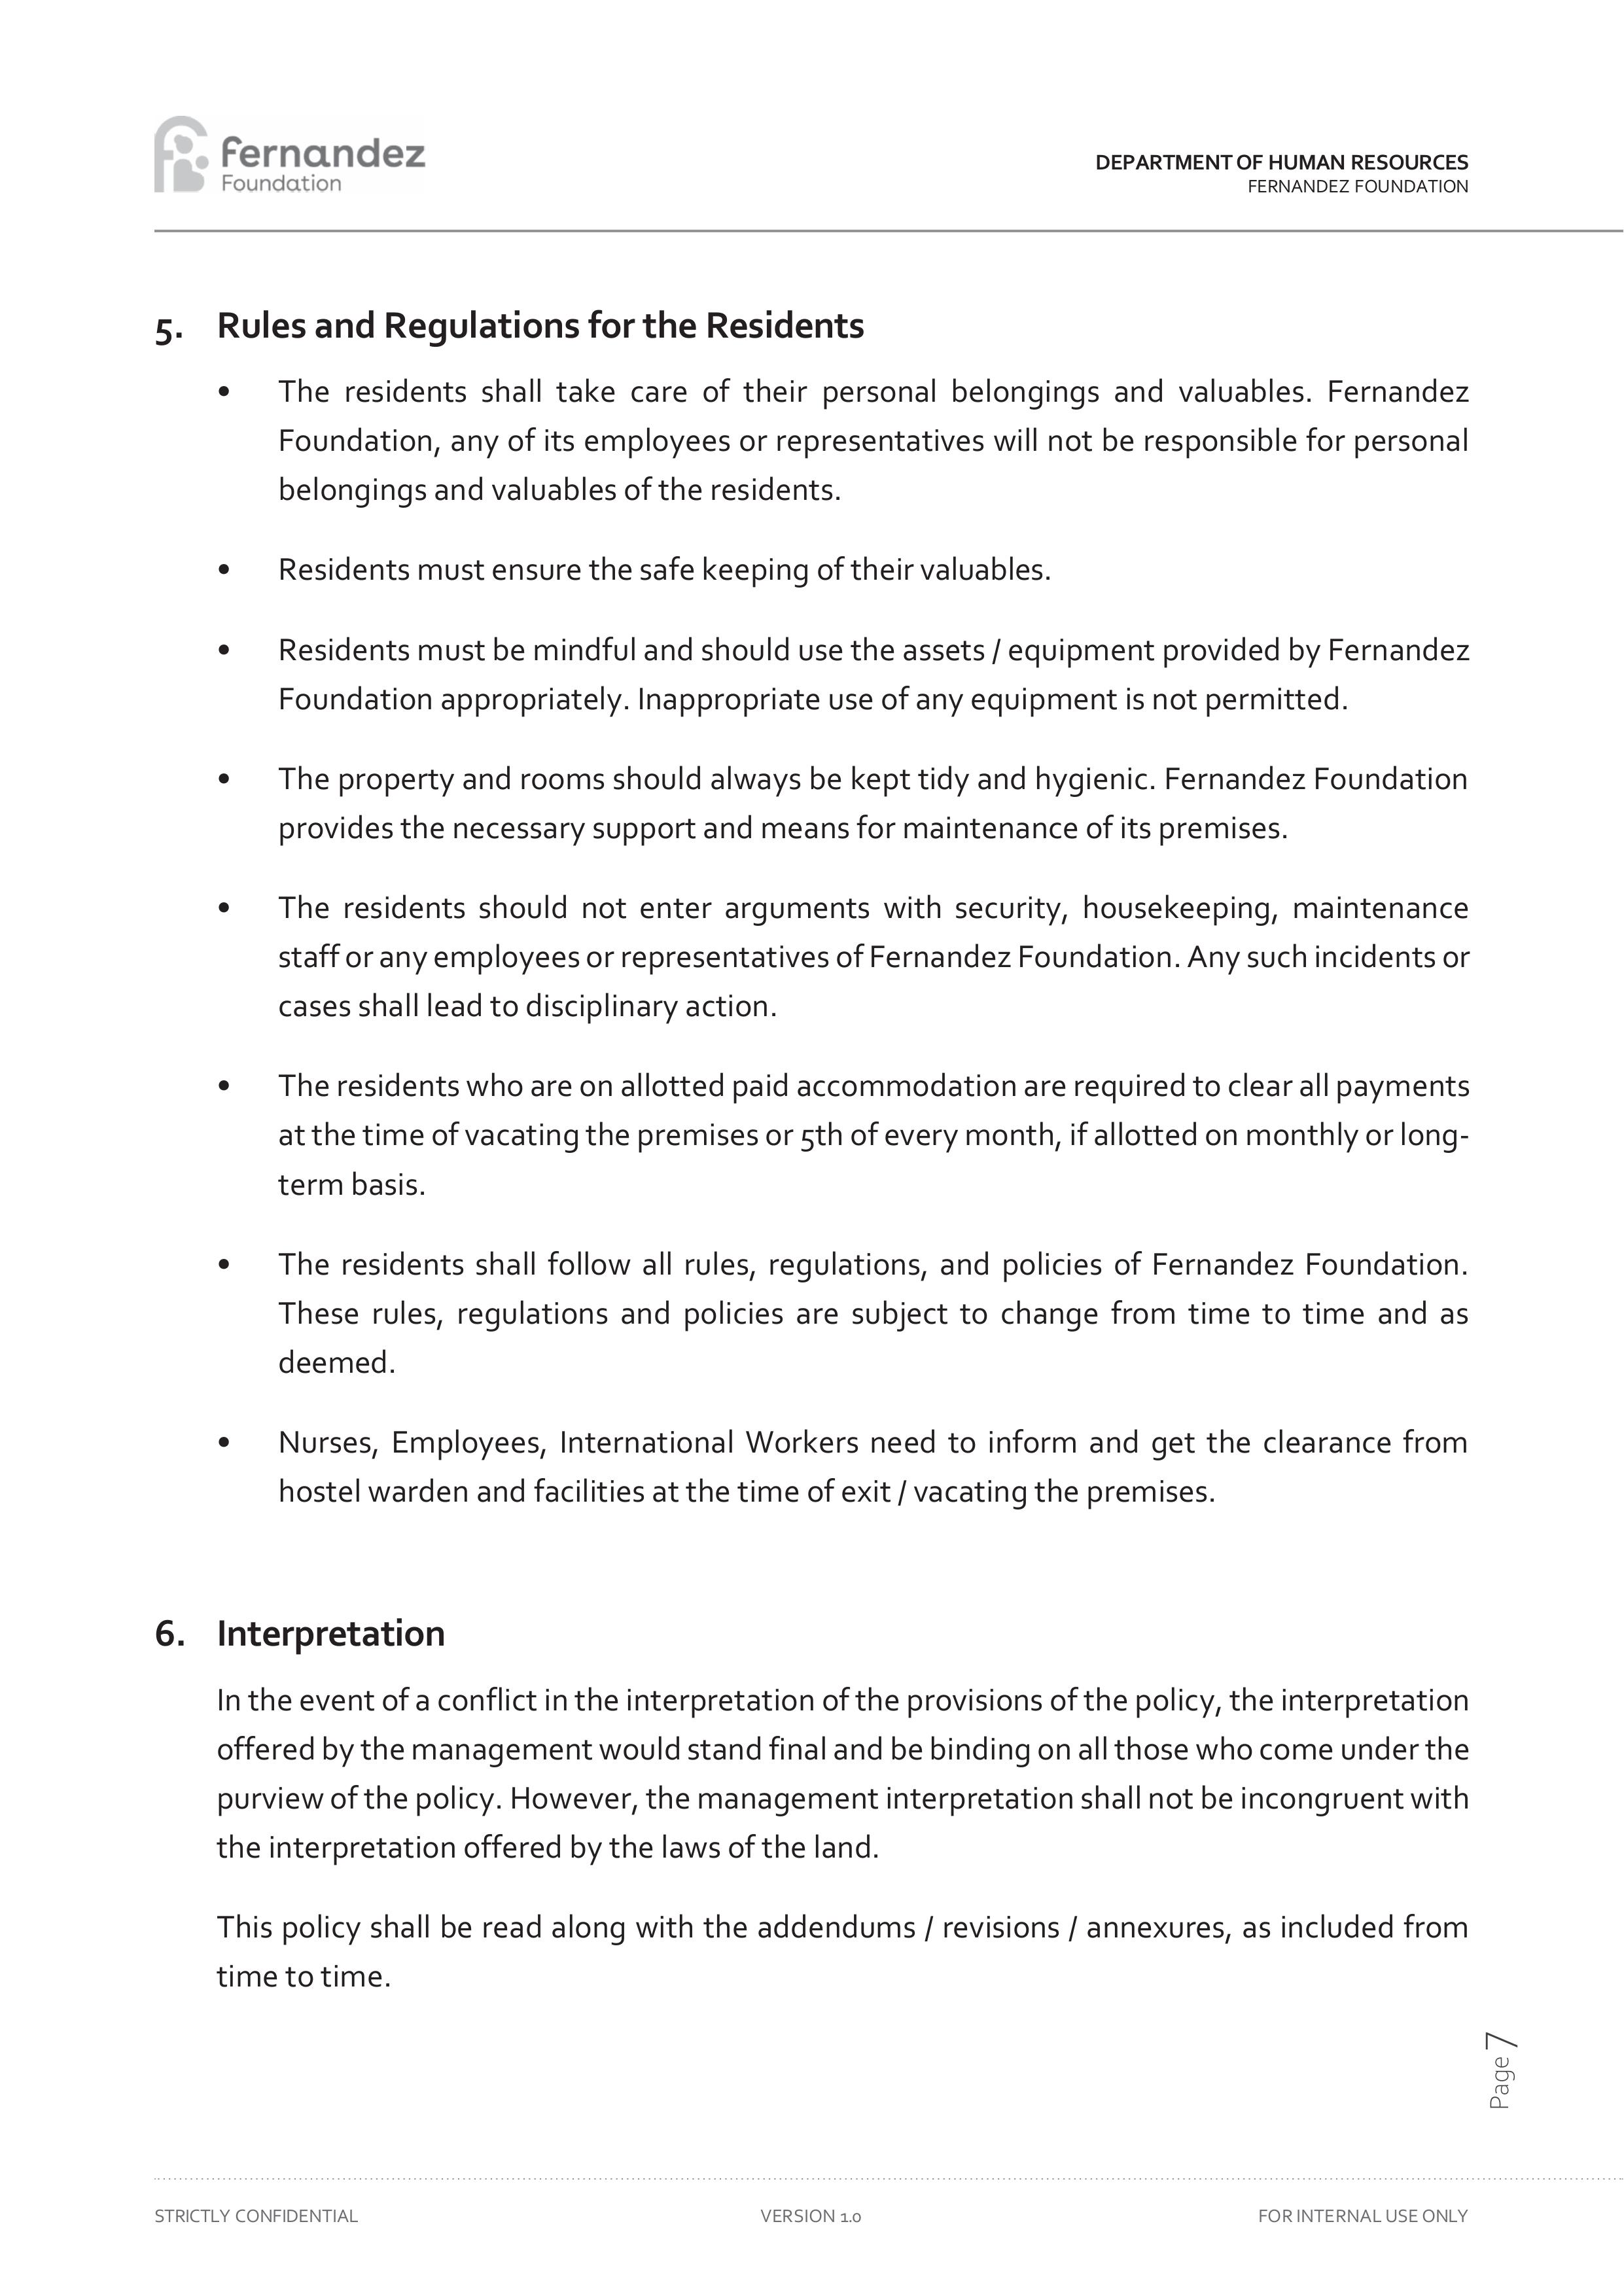 fernandez
Foundation
DEPARTMENT OF HUMAN RESOURCES
FERNANDEZ FOUNDATION
5. Rules and Regulations for the Residents
• The residents shall take care of their personal belongings and valuables. Fernandez
Foundation, any of its employees or representatives will not be responsible for personal
belongings and valuables of the residents.
• Residents must ensure the safe keeping of their valuables.
• Residents must be mindful and should use the assets / equipment provided by Fernandez
Foundation appropriately. Inappropriate use of any equipment is not permitted.
• The property and rooms should always be kept tidy and hygienic. Fernandez Foundation
provides the necessary support and means for maintenance of its premises.
• The residents should not enter arguments with security, housekeeping, maintenance
staff or any employees or representatives of Fernandez Foundation. Any such incidents or
cases shall lead to disciplinary action.
• The residents who are on allotted paid accommodation are required to clear all payments
at the time of vacating the premises or 5th of every month, if allotted on monthly or long-
term basis.
• The residents shall follow all rules, regulations, and policies of Fernandez Foundation.
These rules, regulations and policies are subject to change from time to time and as
deemed.
• Nurses, Employees, International Workers need to inform and get the clearance from
hostel warden and facilities at the time of exit / vacating the premises.
6. Interpretation
In the event of a conflict in the interpretation of the provisions of the policy, the interpretation
offered by the management would stand final and be binding on all those who come under the
purview of the policy. However, the management interpretation shall not be incongruent with
the interpretation offered by the laws of the land.
This policy shall be read along with the addendums / revisions / annexures, as included from
time to time.
Page 7
STRICTLY CONFIDENTIAL
VERSION 1.0
FOR INTERNAL USE ONLY